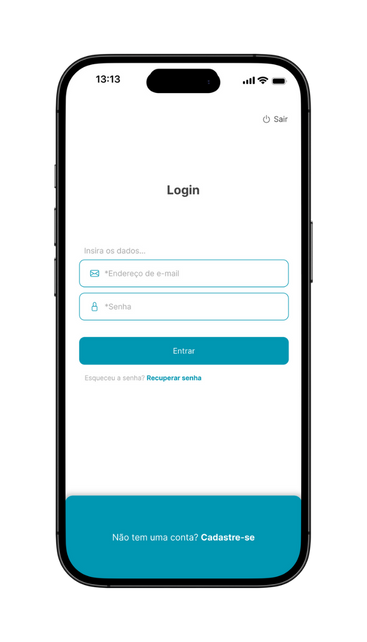 13:13
Sair
Login
Insira os dados...
*Endereço de e-mail
*Senha
Entrar
Esqueceu a senha? Recuperar senha
Não tem uma conta? Cadastre-se